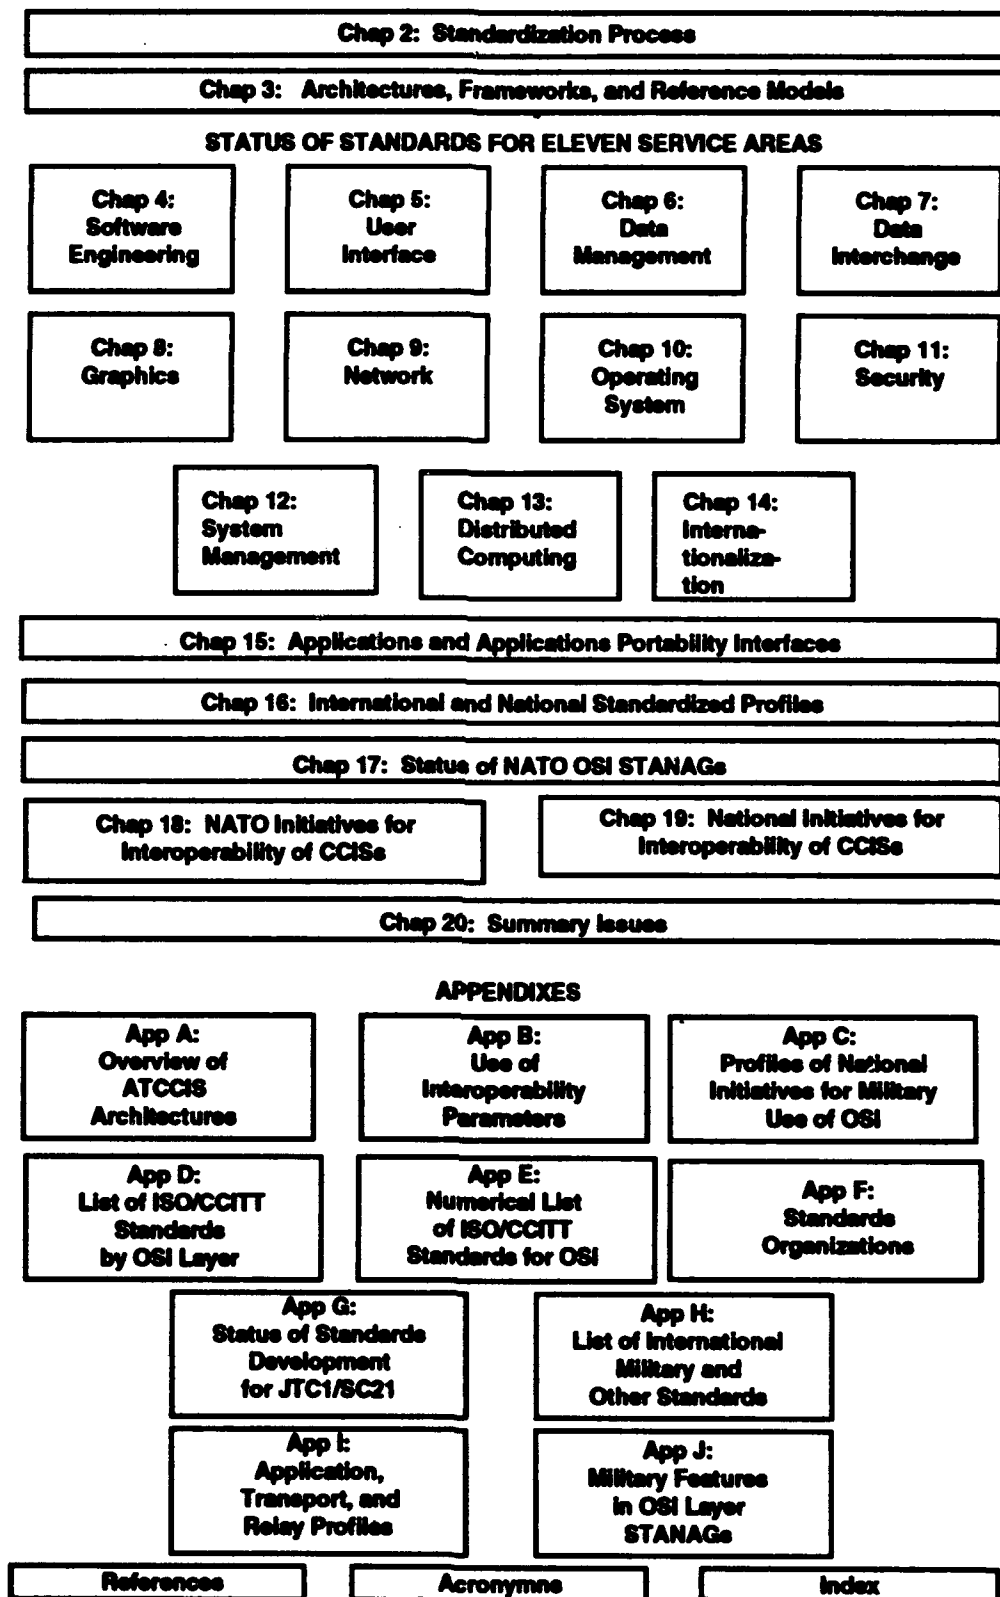 Chap 2: Standardization Process
Chap 3: Architectures, Frameworks, and Reference Models
STATUS OF STANDARDS FOR ELEVEN SERVICE AREAS
Chap 4:
Software
Engineering
Chap 5:
User
Interface
Chap 6:
Data
Management
Chap 7:
Data
Interchange
Chap 8:
Graphics
Chap 9:
Network
Chap 10:
Operating
System
Chap 11:
Security
Chap 12:
System
Management
Chap 13:
Distributed
Computing
Chap 14:
Interna-
tionaliza-
tion
Chap 15: Applications and Applications Portability Interfaces
Chap 16: International and National Standardized Profiles
Chap 17: Status of NATO OSI STANAGs
Chap 18: NATO Initiatives for
Interoperability of CCISs
Chap 19: National Initiatives for
Interoperability of CCISs
Chap 20: Summary Issues
APPENDIXES
App A:
Overview of
ATCCIS
Architectures
App B:
Use of
Interoperability
Parameters
App C:
Profiles of National
Initiatives for Military
Use of OSI
App D:
List of ISO/CCITT
Standards
by OSI Layer
App E:
Numerical List
of ISO/CCITT
Standards for OSI
App F:
Standards
Organizations
App G:
Status of Standards
Development
for JTC1/SC21
App H:
List of International
Military and
Other Standards
App I:
Application,
Transport, and
Relay Profiles
App J:
Military Features
in OSI Layer
STANAGs
References
Acronymns
Index